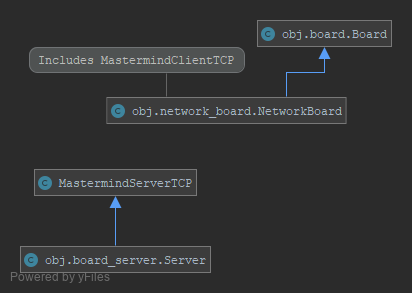 obj.board.Board
Includes MastermindClientTCP
obj.network_board.NetworkBoard
MastermindServerTCP
obj.board_server.Server
Powered by yFiles